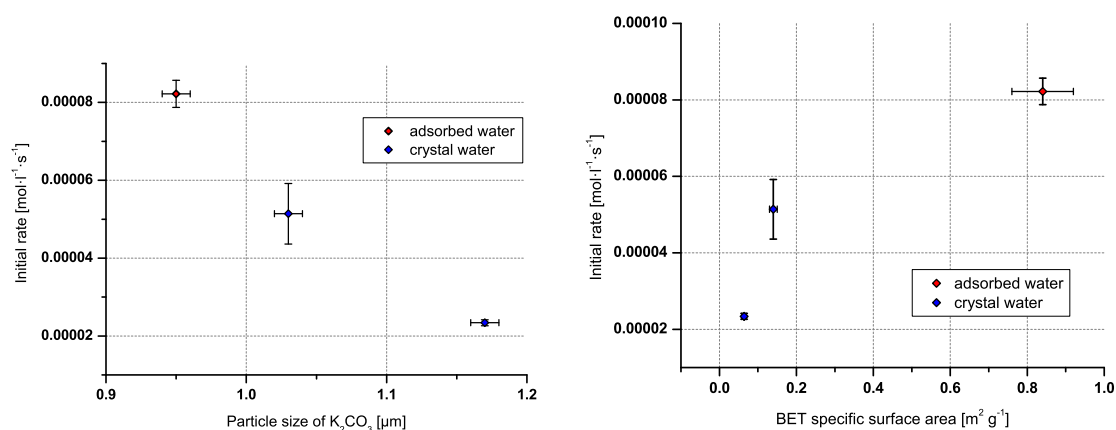 0.00008
0.00006
0.00004
0.00002
0.9
1.0
1.1
1.2
Initial rate [mol·l⁻¹·s⁻¹]
Particle size of K₂CO₃ [µm]
adsorbed water
crystal water
0.00010
0.00008
0.00006
0.00004
0.00002
0.0
0.2
0.4
0.6
0.8
1.0
Initial rate [mol·l⁻¹·s⁻¹]
BET specific surface area [m² g⁻¹]
adsorbed water
crystal water